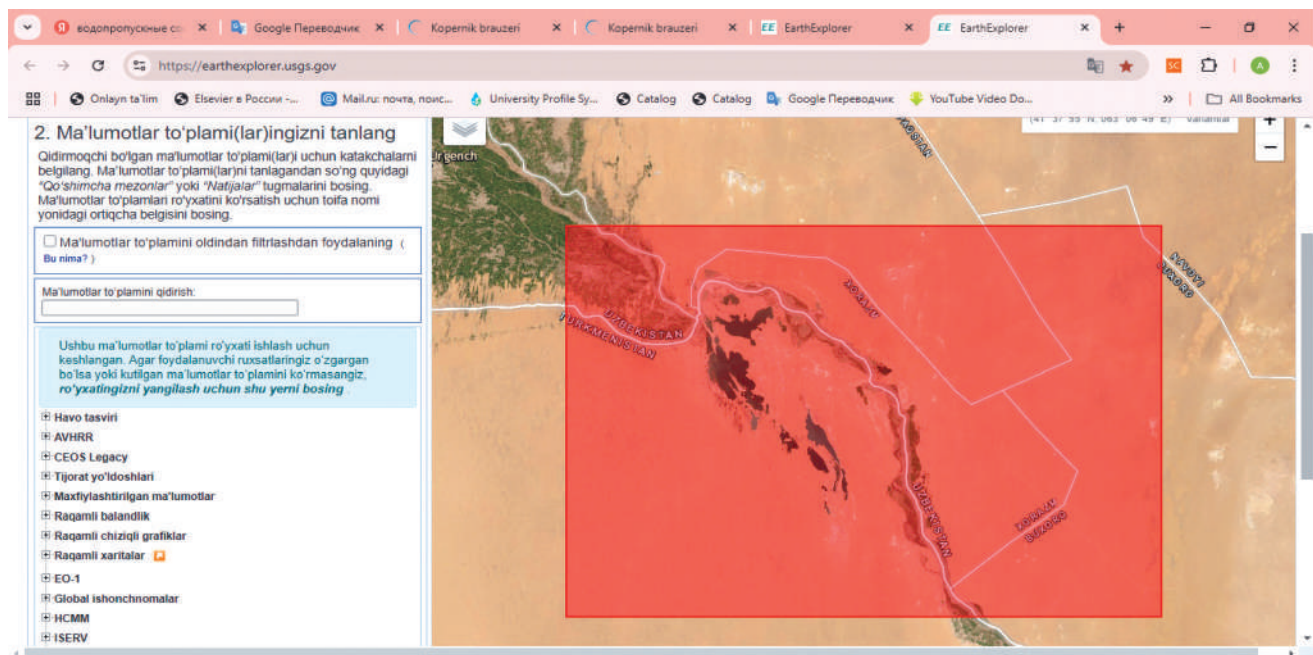 водопропускные со
Google Переводчик
Kopernik brauzeri
Kopernik brauzeri
EE EarthExplorer
EE EarthExplorer
https://earthexplorer.usgs.gov
SC
A
Onlayn ta'lim
Elsevier в России -...
Mail.ru: почта, поис...
University Profile Sy...
Catalog
Catalog
Google Переводчик
YouTube Video Do...
All Bookmarks
2. Ma'lumotlar to'plami(lar)ingizni tanlang
Qidirmoqchi bo'lgan ma'lumotlar to'plami(lar)i uchun katakchalarni
belgilang. Ma'lumotlar to'plami(lar)ni tanlagandan so'ng quyidagi
"Qo'shimcha mezonlar" yoki "Natijalar" tugmalarini bosing.
Ma'lumotlar to'plamlari ro'yxatini ko'rsatish uchun toifa nomi
yonidagi ortiqcha belgisini bosing.
Ma'lumotlar to'plamini oldindan filtrlashdan foydalaning (
Bu nima? )
Ma'lumotlar to'plamini qidirish:
Ushbu ma'lumotlar to'plami ro'yxati ishlash uchun
keshlangan. Agar foydalanuvchi ruxsatlaringiz o'zgargan
bo'lsa yoki kutilgan ma'lumotlar to'plamini ko'rmasangiz,
ro'yxatingizni yangilash uchun shu yerni bosing .
Havo tasviri
AVHRR
CEOS Legacy
Tijorat yo'ldoshlari
Maxfiylashtirilgan ma'lumotlar
Raqamli balandlik
Raqamli chiziqli grafiklar
Raqamli xaritalar
EO-1
Global ishonchnomalar
HCMM
ISERV
Urgench
UZBEKISTAN
TURKMENISTAN
XORAZM
NAVOYI
BUXORO
UZBEKISTAN
XORAZM
BUXORO
+
−